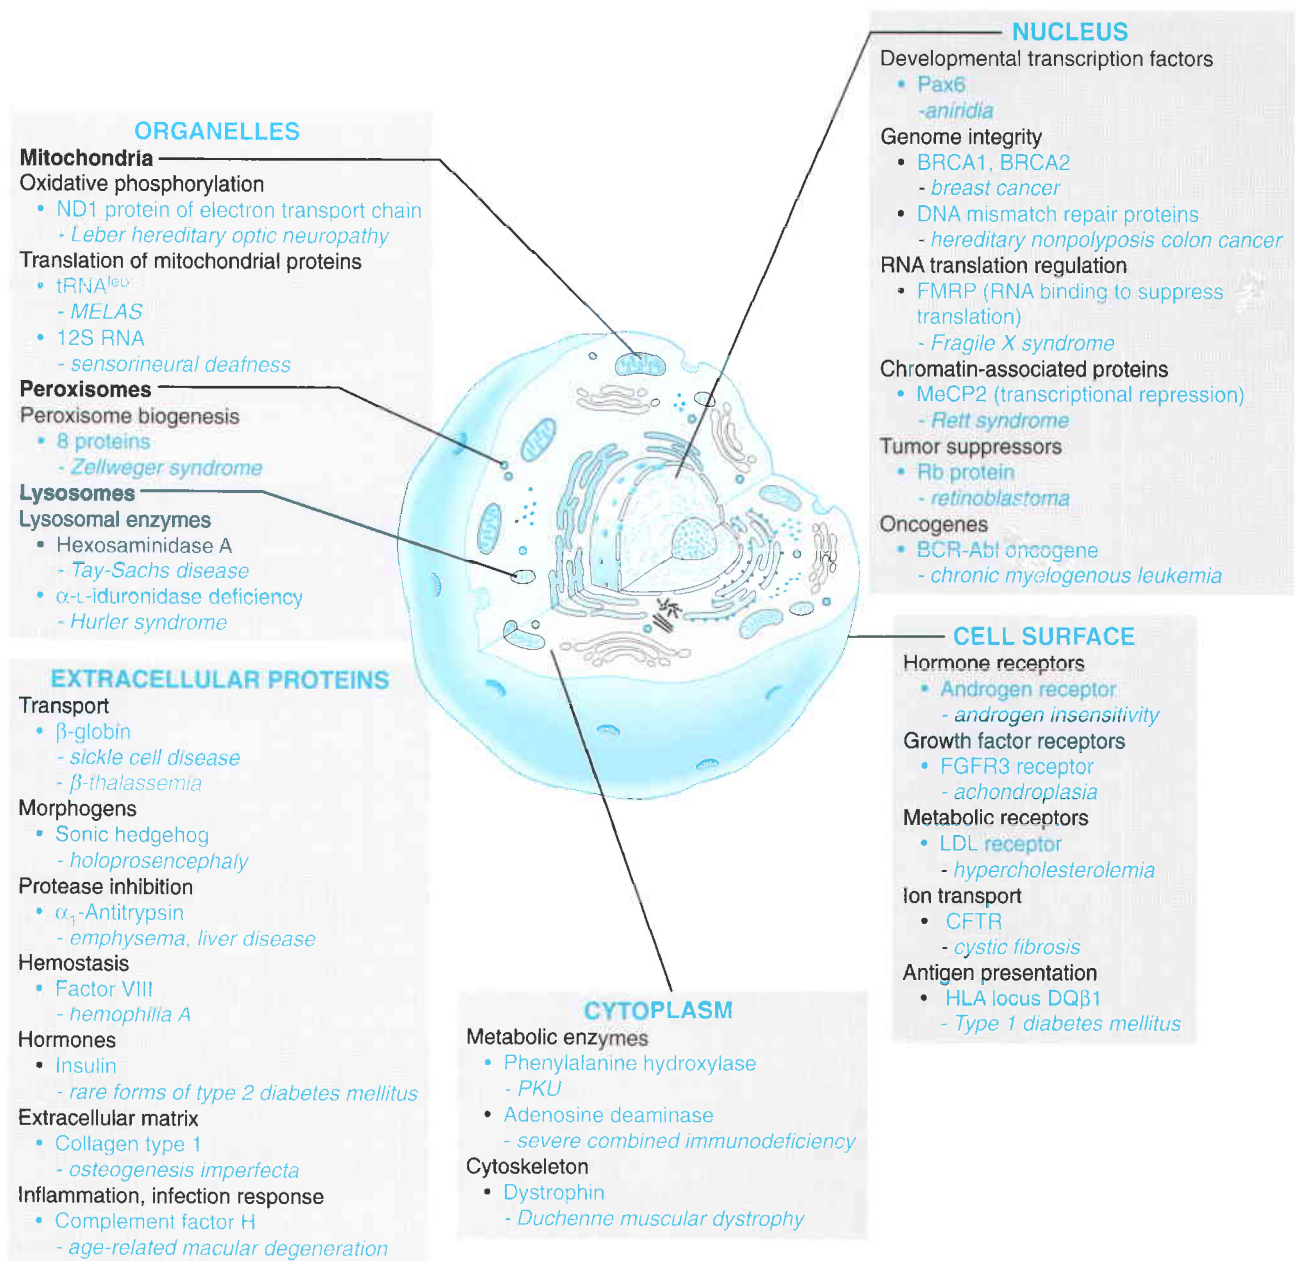 ORGANELLES
Mitochondria
Oxidative phosphorylation
• ND1 protein of electron transport chain
- Leber hereditary optic neuropathy
Translation of mitochondrial proteins
• tRNAleu
- MELAS
• 12S RNA
- sensorineural deafness
Peroxisomes
Peroxisome biogenesis
• 8 proteins
- Zellweger syndrome
Lysosomes
Lysosomal enzymes
• Hexosaminidase A
- Tay-Sachs disease
• α-L-iduronidase deficiency
- Hurler syndrome
EXTRACELLULAR PROTEINS
Transport
• β-globin
- sickle cell disease
- β-thalassemia
Morphogens
• Sonic hedgehog
- holoprosencephaly
Protease inhibition
• α1-Antitrypsin
- emphysema, liver disease
Hemostasis
• Factor VIII
- hemophilia A
Hormones
• Insulin
- rare forms of type 2 diabetes mellitus
Extracellular matrix
• Collagen type 1
- osteogenesis imperfecta
Inflammation, infection response
• Complement factor H
- age-related macular degeneration
CYTOPLASM
Metabolic enzymes
• Phenylalanine hydroxylase
- PKU
• Adenosine deaminase
- severe combined immunodeficiency
Cytoskeleton
• Dystrophin
- Duchenne muscular dystrophy
NUCLEUS
Developmental transcription factors
• Pax6
-aniridia
Genome integrity
• BRCA1, BRCA2
- breast cancer
• DNA mismatch repair proteins
- hereditary nonpolyposis colon cancer
RNA translation regulation
• FMRP (RNA binding to suppress
translation)
- Fragile X syndrome
Chromatin-associated proteins
• MeCP2 (transcriptional repression)
- Rett syndrome
Tumor suppressors
• Rb protein
- retinoblastoma
Oncogenes
• BCR-Abl oncogene
- chronic myelogenous leukemia
CELL SURFACE
Hormone receptors
• Androgen receptor
- androgen insensitivity
Growth factor receptors
• FGFR3 receptor
- achondroplasia
Metabolic receptors
• LDL receptor
- hypercholesterolemia
Ion transport
• CFTR
- cystic fibrosis
Antigen presentation
• HLA locus DQβ1
- Type 1 diabetes mellitus